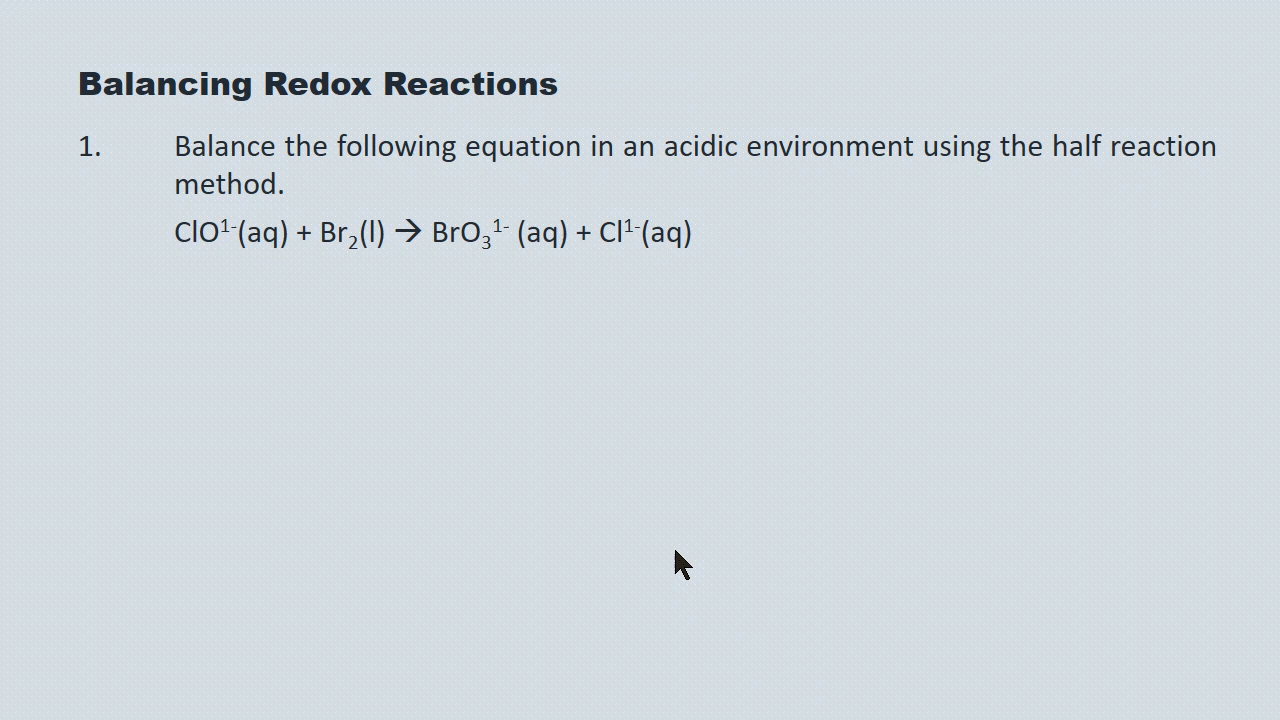 Balancing Redox Reactions
1. Balance the following equation in an acidic environment using the half reaction
method.
ClO¹⁻(aq) + Br₂(l) → BrO₃¹⁻ (aq) + Cl¹⁻(aq)